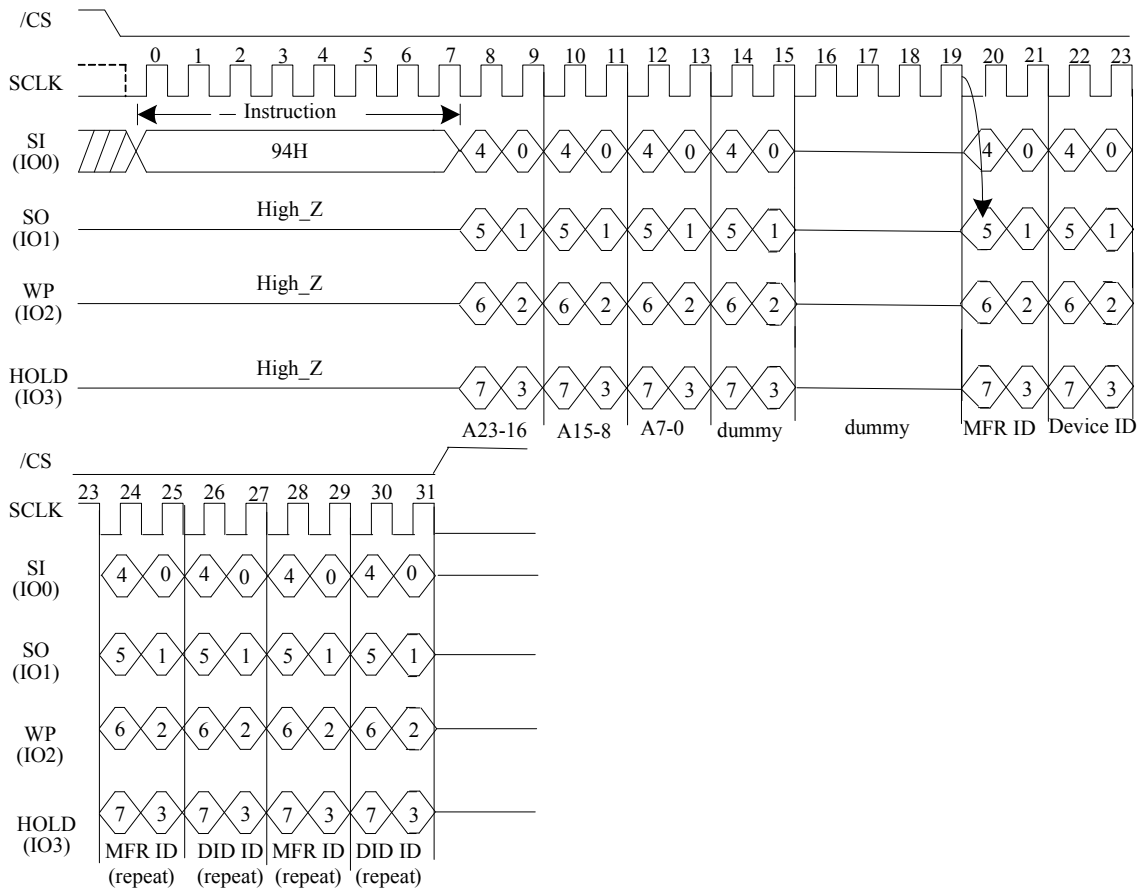 /CS
0 1 2 3 4 5 6 7 8 9 10 11 12 13 14 15 16 17 18 19 20 21 22 23
SCLK
Instruction
SI
(IO0)
94H
4 0 4 0 4 0 4 0 4 0 4 0
SO
(IO1)
High_Z
5 1 5 1 5 1 5 1 5 1 5 1
WP
(IO2)
High_Z
6 2 6 2 6 2 6 2 6 2 6 2
HOLD
(IO3)
High_Z
7 3 7 3 7 3 7 3 7 3 7 3
A23-16 A15-8 A7-0 dummy dummy MFR ID Device ID
/CS
23 24 25 26 27 28 29 30 31
SCLK
SI
(IO0)
4 0 4 0 4 0 4 0
SO
(IO1)
5 1 5 1 5 1 5 1
WP
(IO2)
6 2 6 2 6 2 6 2
HOLD
(IO3)
7 3 7 3 7 3 7 3
MFR ID DID ID MFR ID DID ID
(repeat) (repeat) (repeat) (repeat)